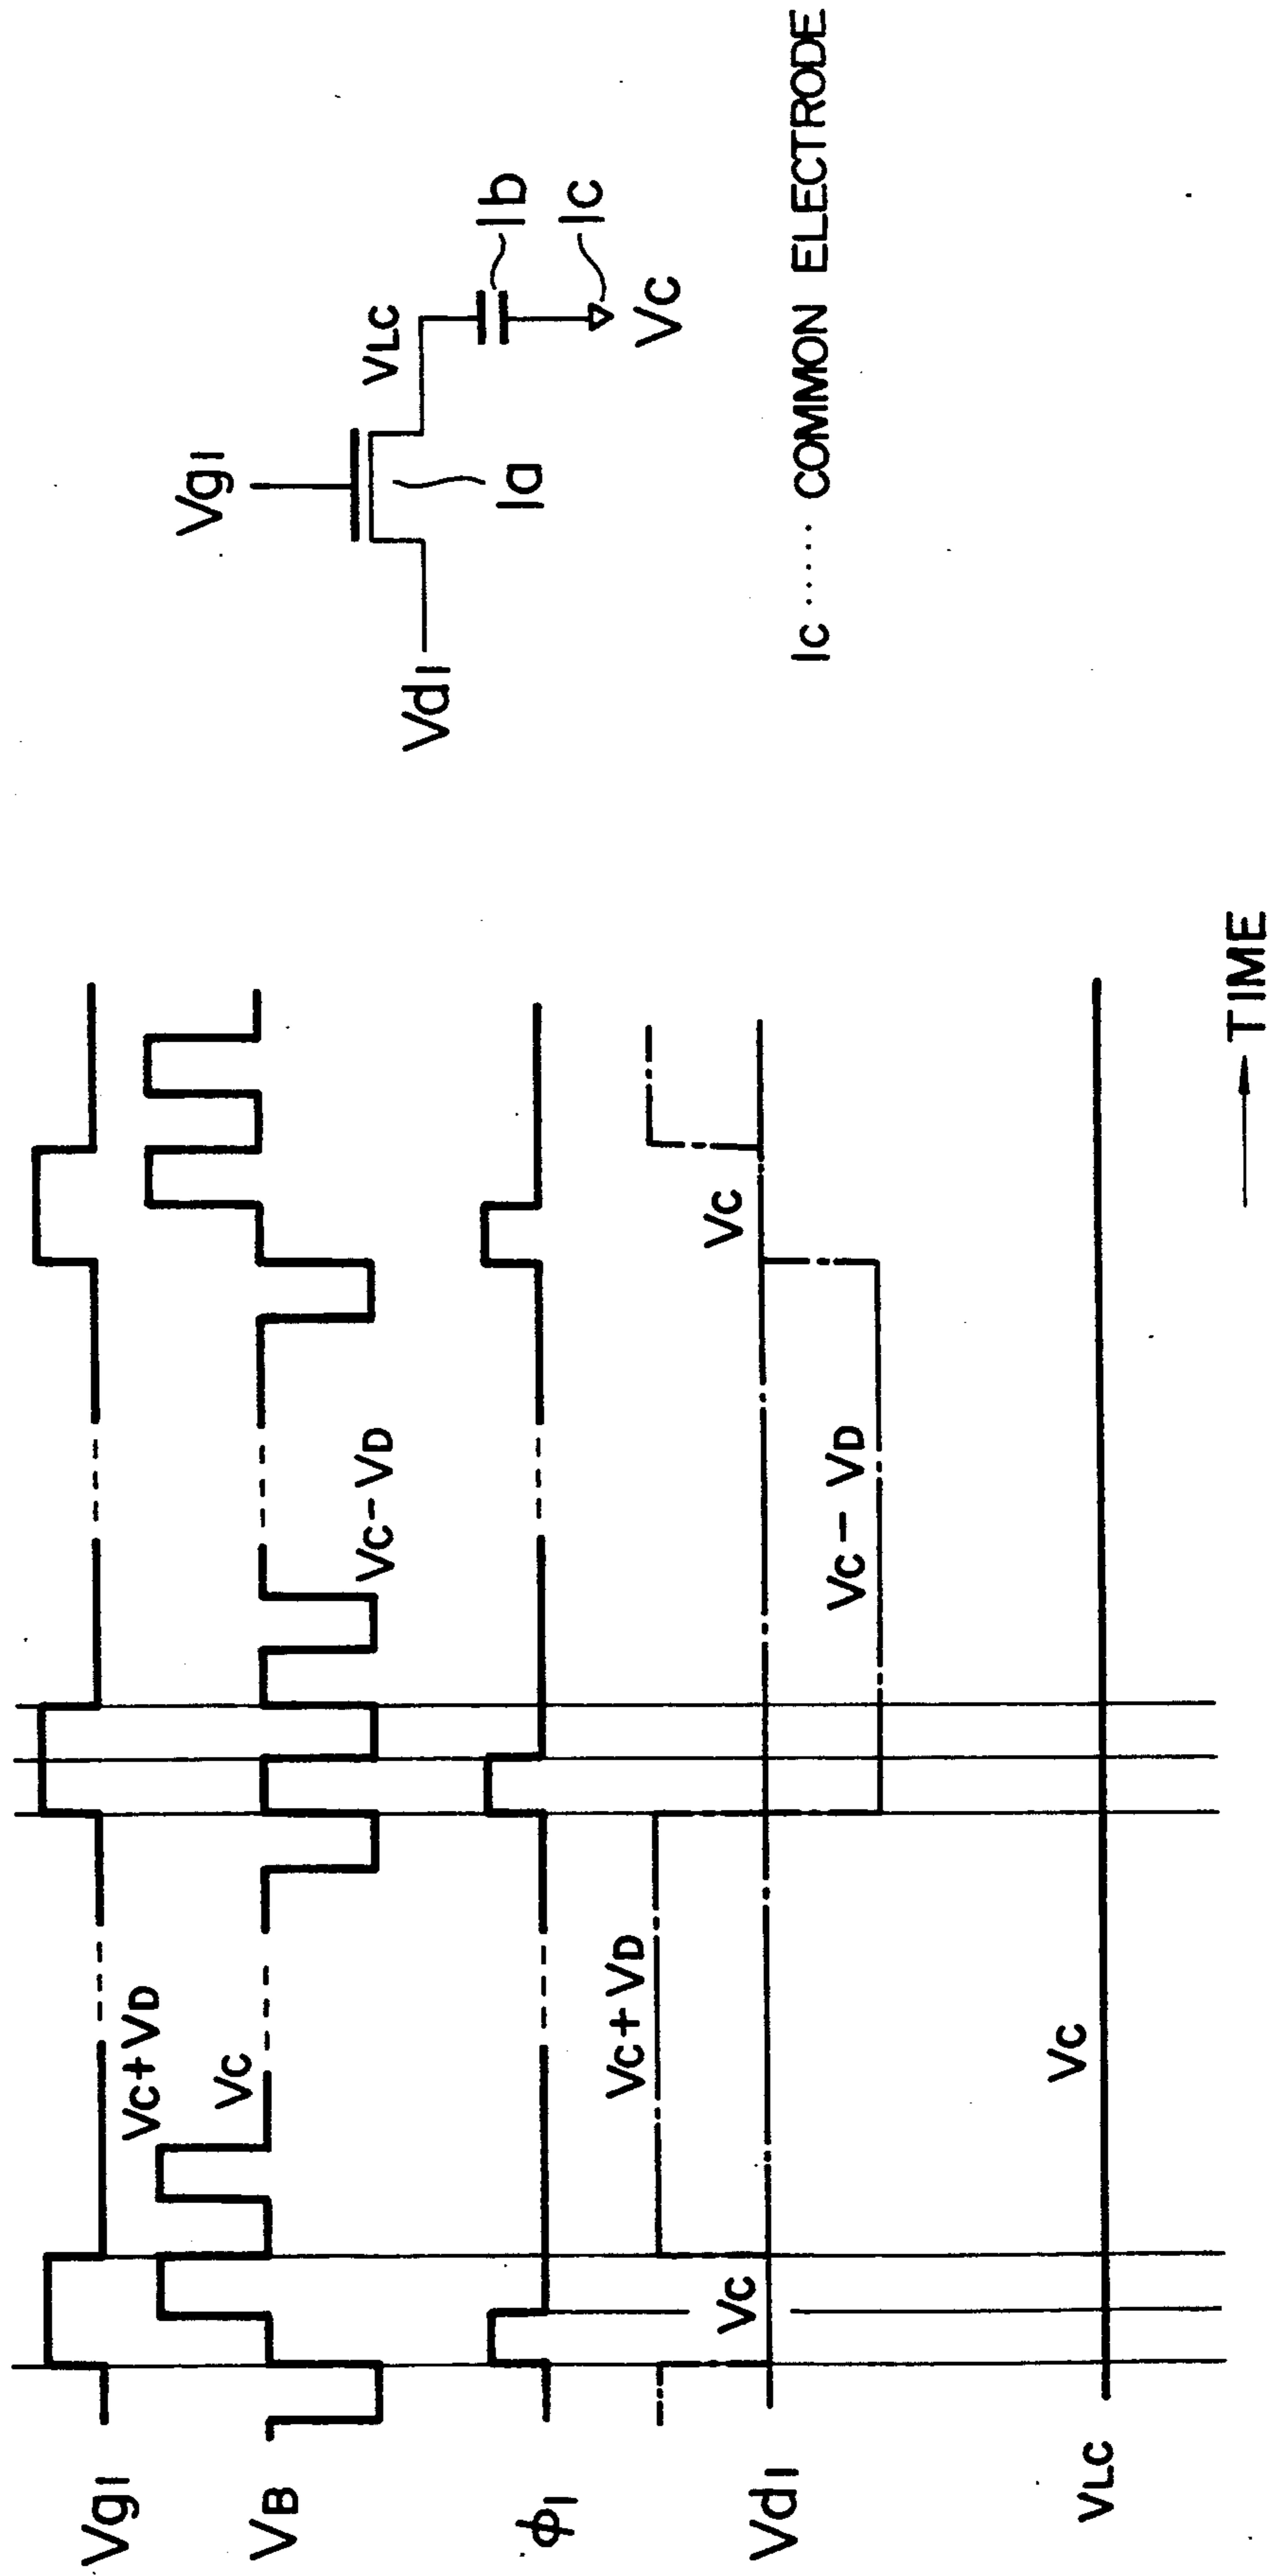 Vg1
VB
φ1
Vd1
VLC
VC+VD
VC
VC-VD
VC
VC+VD
VC-VD
VC
VC
TIME
Vg1
Vd1
VLC
1a
1b
1c
VC
1c ...... COMMON ELECTRODE